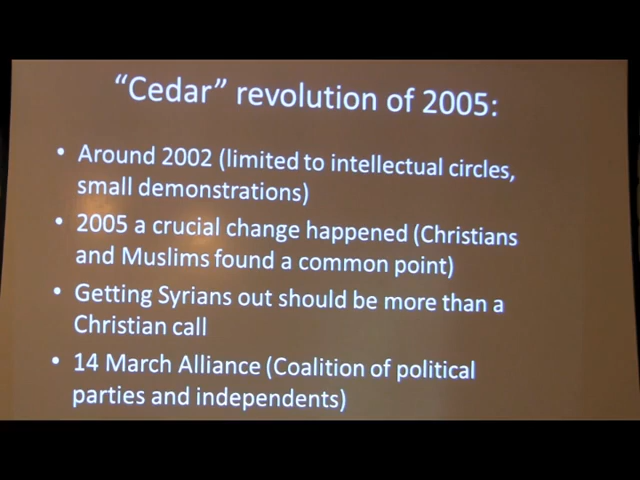 “Cedar” revolution of 2005:
• Around 2002 (limited to intellectual circles,
small demonstrations)
• 2005 a crucial change happened (Christians
and Muslims found a common point)
• Getting Syrians out should be more than a
Christian call
• 14 March Alliance (Coalition of political
parties and independents)